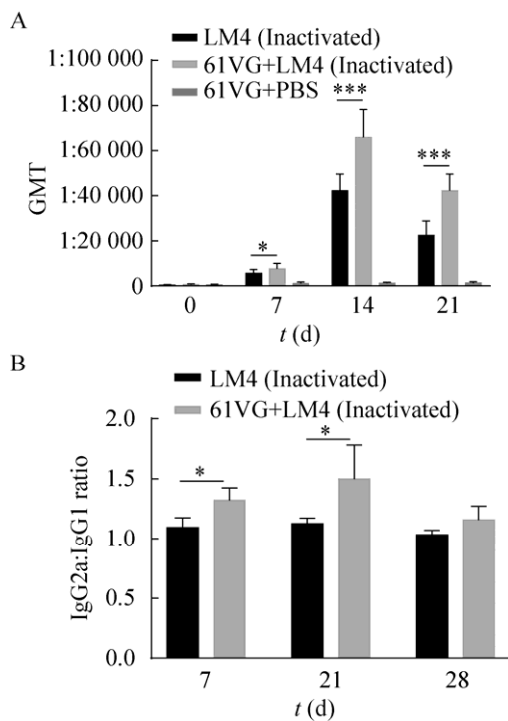 A
LM4 (Inactivated)
61VG+LM4 (Inactivated)
61VG+PBS
1:100 000
1:80 000
1:60 000
1:40 000
1:20 000
0
GMT
*
***
***
0 7 14 21
t (d)
B
LM4 (Inactivated)
61VG+LM4 (Inactivated)
2.0
1.5
1.0
0.5
0.0
IgG2a:IgG1 ratio
*
*
7 21 28
t (d)